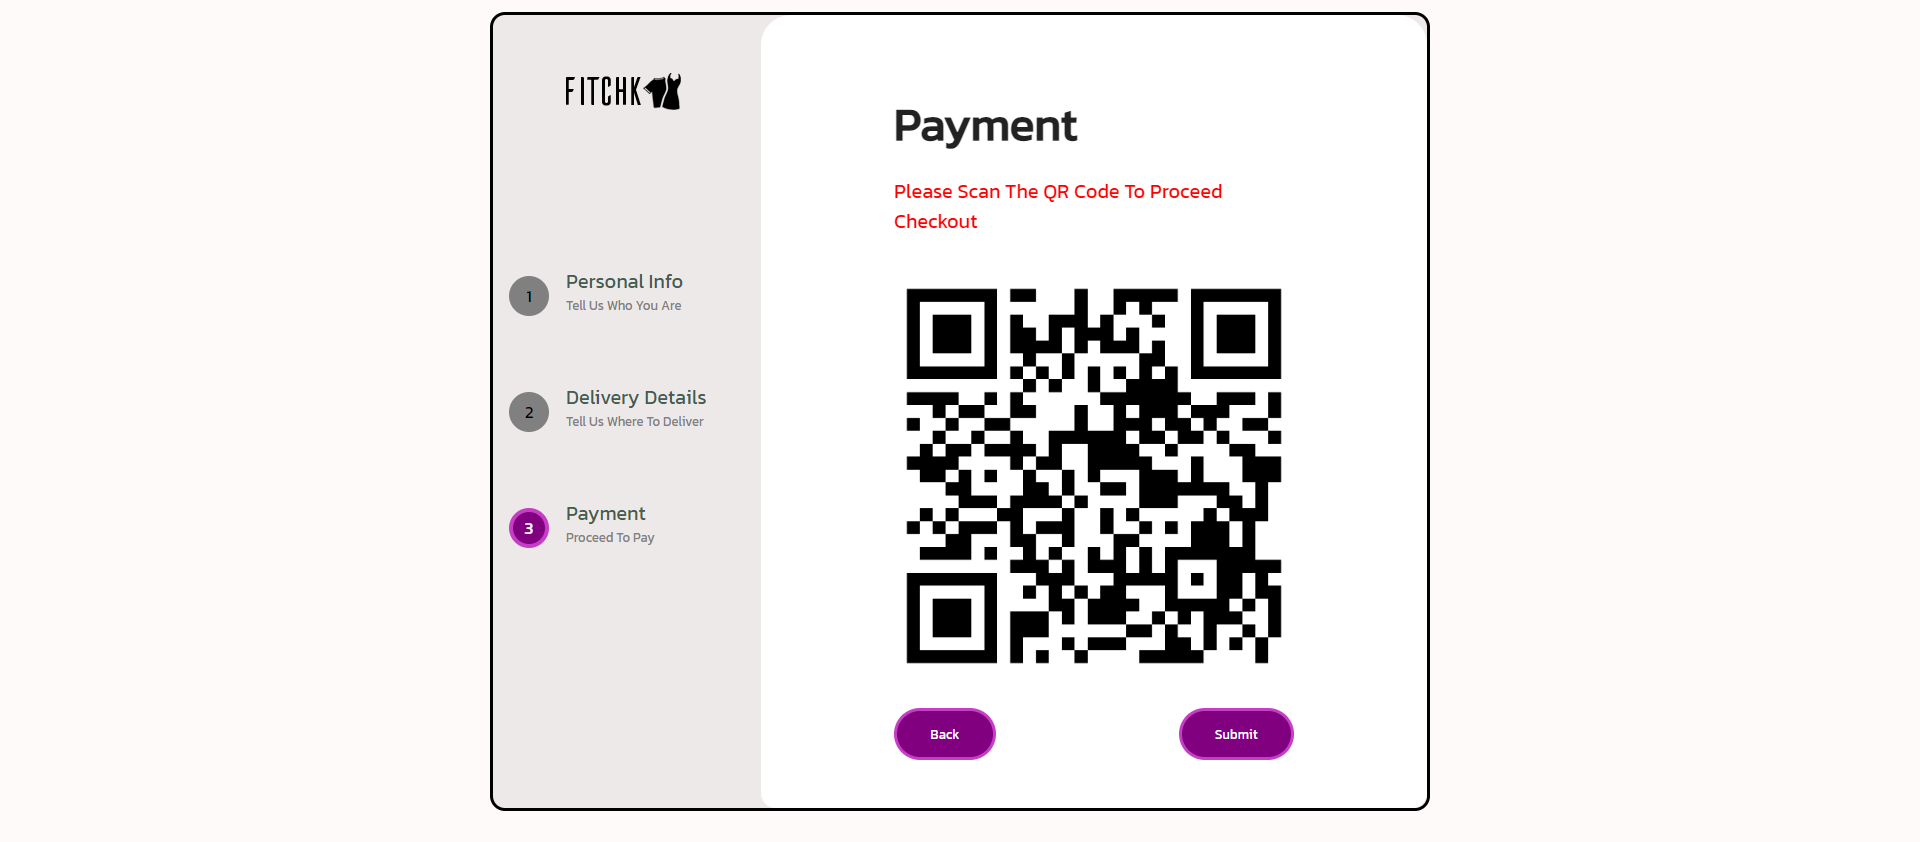 FITCHK
1
Personal Info
Tell Us Who You Are
2
Delivery Details
Tell Us Where To Deliver
3
Payment
Proceed To Pay
Payment
Please Scan The QR Code To Proceed
Checkout
Back
Submit